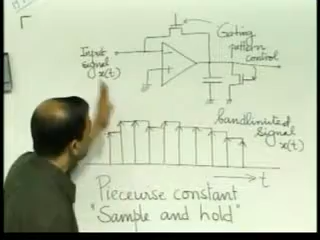 Input
signal
x(t)
Gating
pattern
control
+
bandlimited
signal
x(t)
t
Piecewise constant
"Sample and hold"